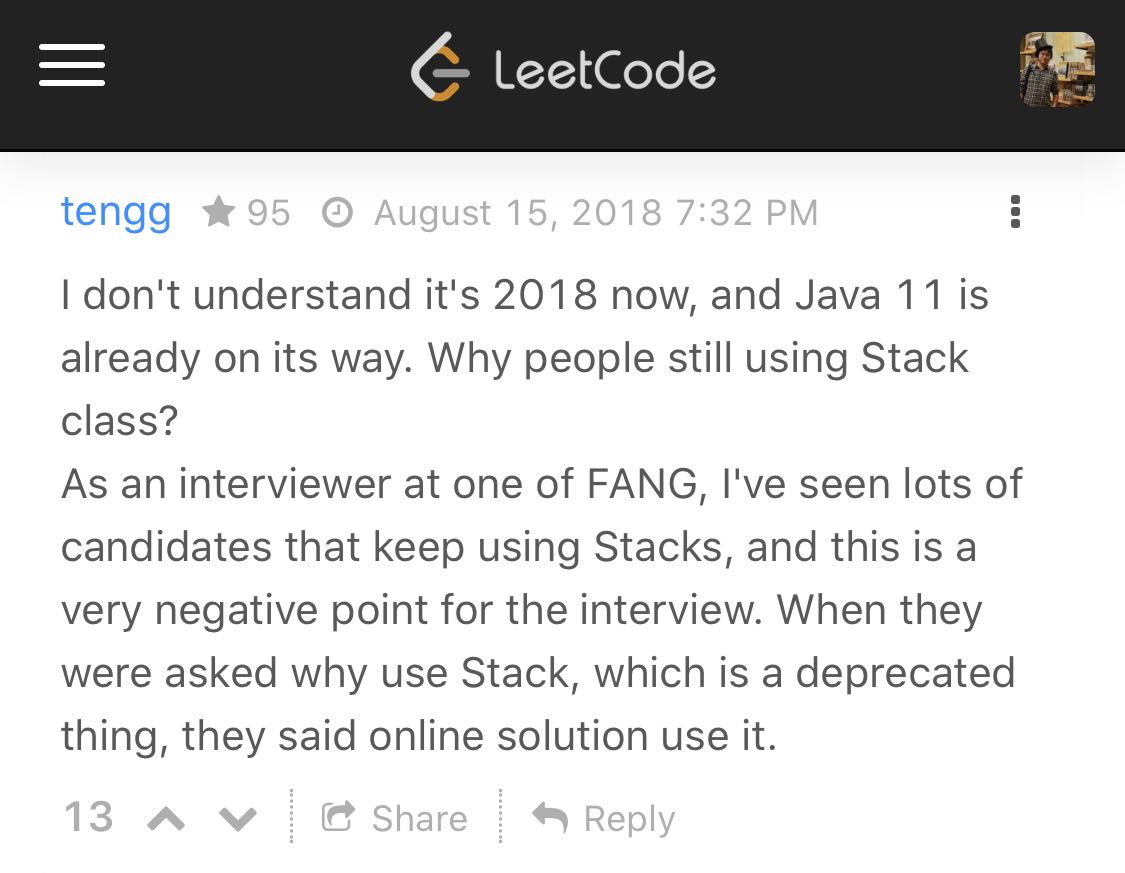 LeetCode
tengg 95 August 15, 2018 7:32 PM
I don't understand it's 2018 now, and Java 11 is
already on its way. Why people still using Stack
class?
As an interviewer at one of FANG, I've seen lots of
candidates that keep using Stacks, and this is a
very negative point for the interview. When they
were asked why use Stack, which is a deprecated
thing, they said online solution use it.
13 Share Reply